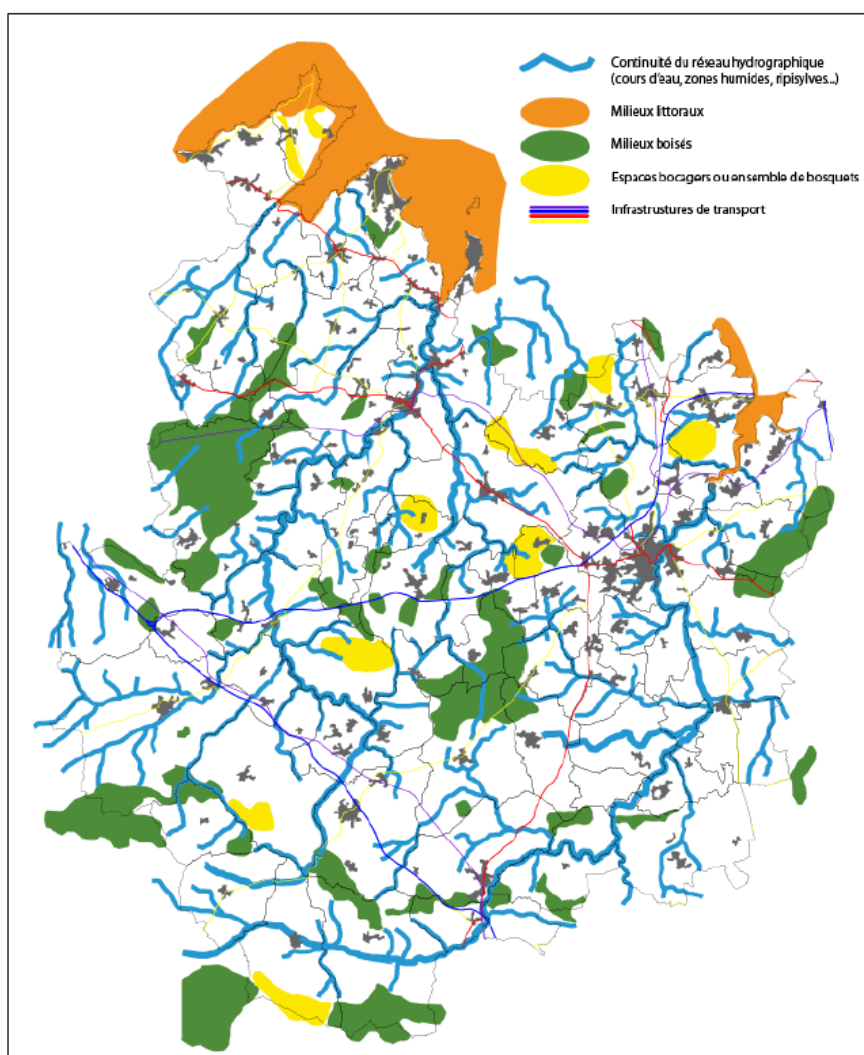 Continuité du réseau hydrographique
(cours d'eau, zones humides, ripisylves...)
Milieux littoraux
Milieux boisés
Espaces bocagers ou ensemble de bosquets
Infrastrutures de transport